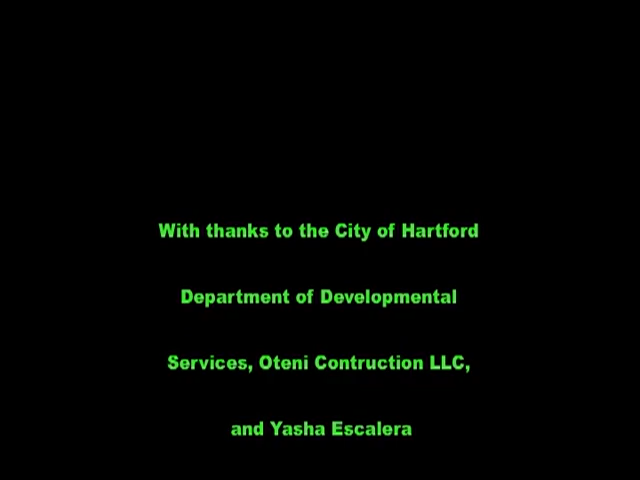 With thanks to the City of Hartford
Department of Developmental
Services, Oteni Contruction LLC,
and Yasha Escalera